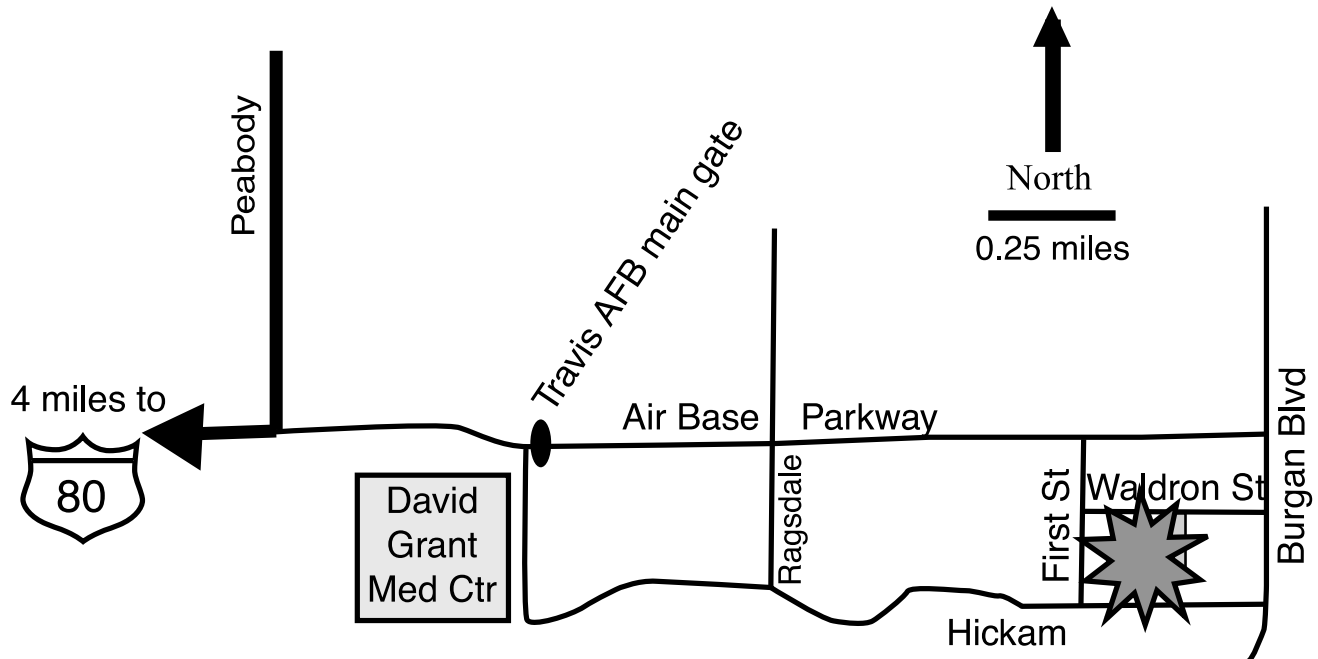 North
0.25 miles
Peabody
Travis AFB main gate
4 miles to
80
Air Base Parkway
Burgan Blvd
Ragsdale
First St
Waldron St
David
Grant
Med Ctr
Hickam